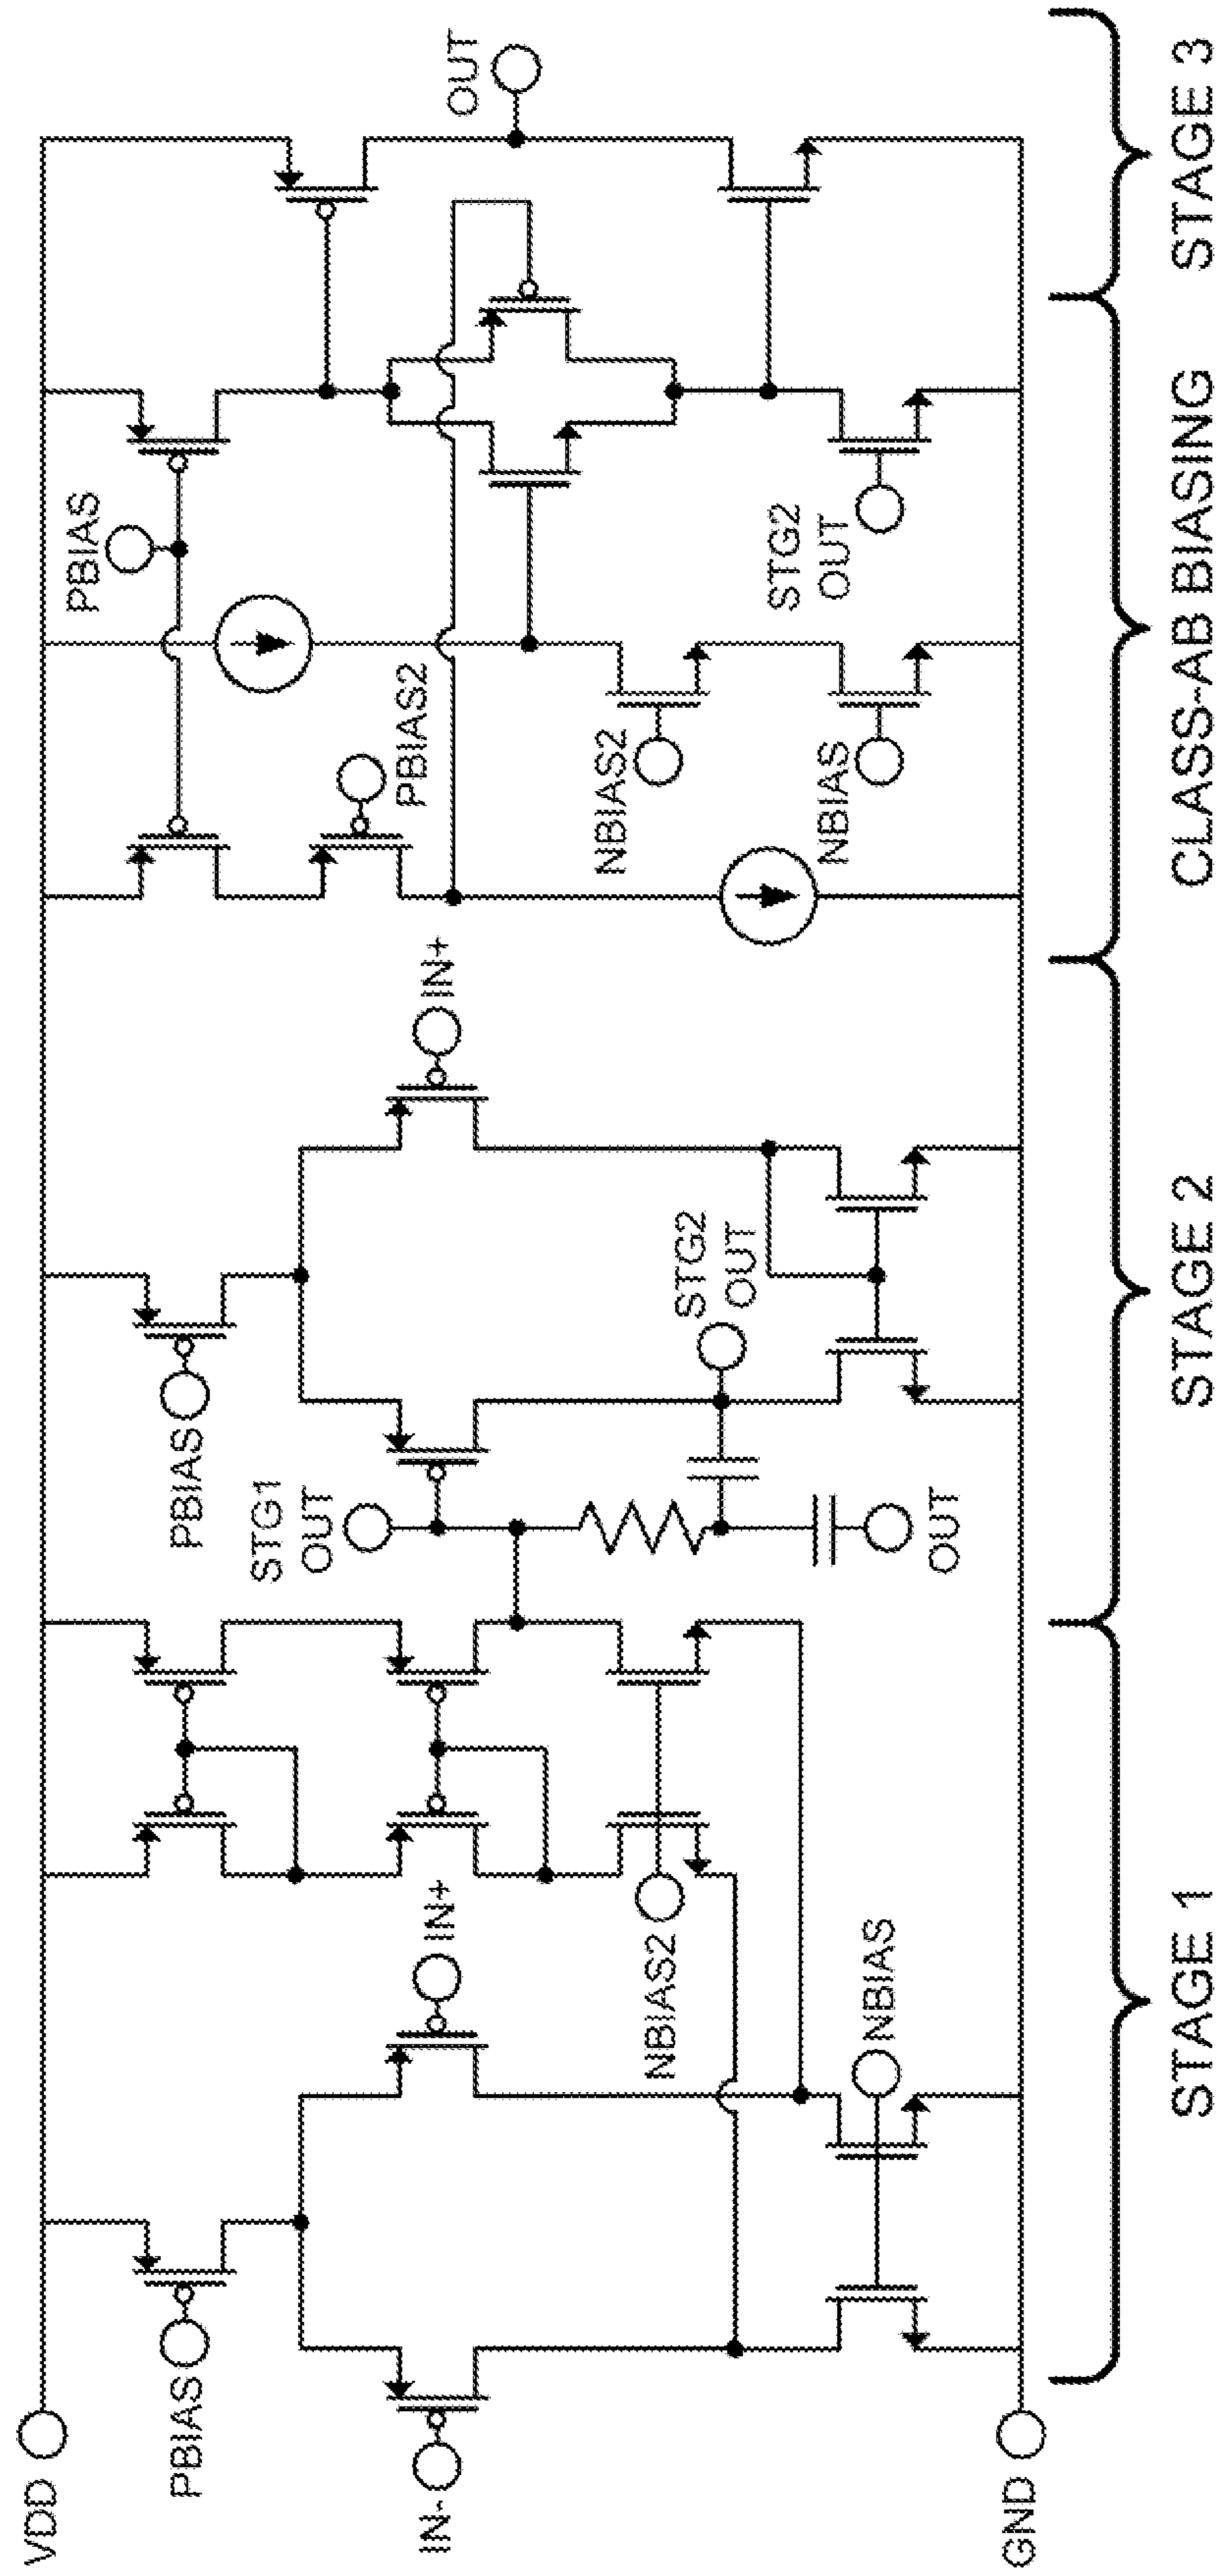 VDD
PBIAS
IN-
IN+
NBIAS2
NBIAS
GND
STG1
OUT
PBIAS
IN+
STG2
OUT
OUT
PBIAS
PBIAS2
NBIAS2
NBIAS
STG2
OUT
OUT
STAGE 1
STAGE 2
CLASS-AB BIASING
STAGE 3